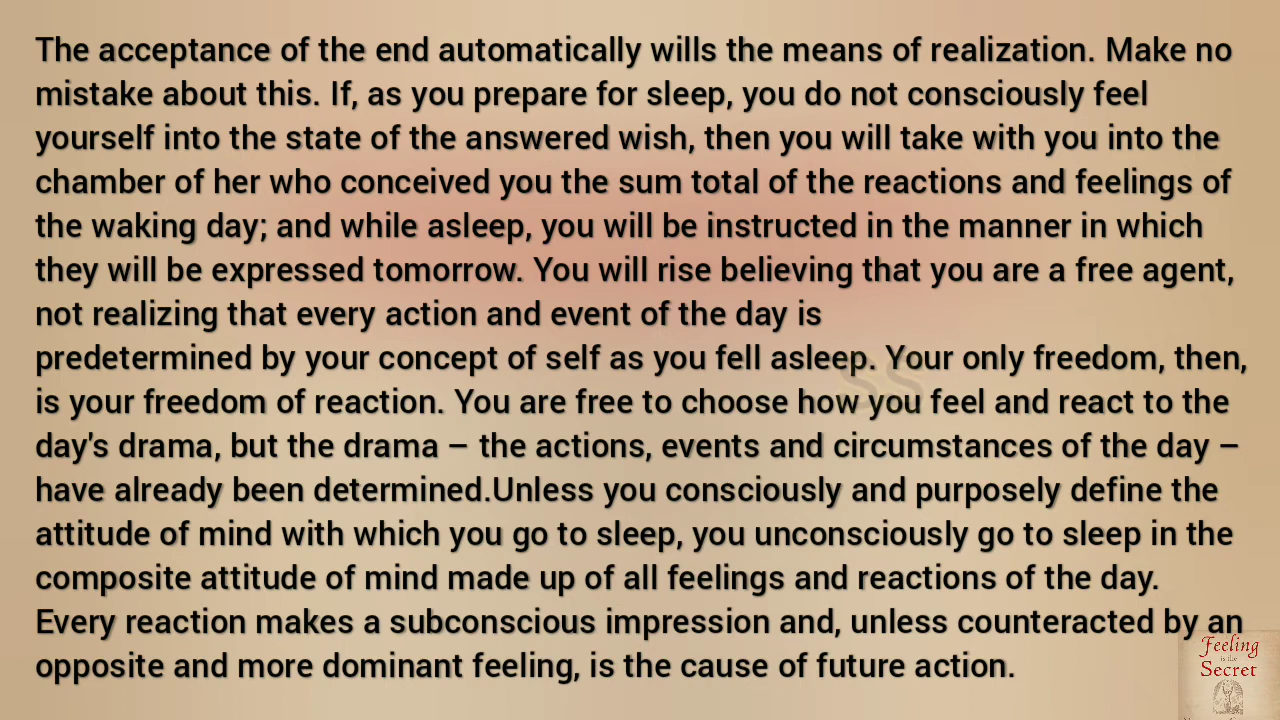 The acceptance of the end automatically wills the means of realization. Make no
mistake about this. If, as you prepare for sleep, you do not consciously feel
yourself into the state of the answered wish, then you will take with you into the
chamber of her who conceived you the sum total of the reactions and feelings of
the waking day; and while asleep, you will be instructed in the manner in which
they will be expressed tomorrow. You will rise believing that you are a free agent,
not realizing that every action and event of the day is
predetermined by your concept of self as you fell asleep. Your only freedom, then,
is your freedom of reaction. You are free to choose how you feel and react to the
day's drama, but the drama – the actions, events and circumstances of the day –
have already been determined.Unless you consciously and purposely define the
attitude of mind with which you go to sleep, you unconsciously go to sleep in the
composite attitude of mind made up of all feelings and reactions of the day.
Every reaction makes a subconscious impression and, unless counteracted by an
opposite and more dominant feeling, is the cause of future action.
SS
Feeling
is the
Secret